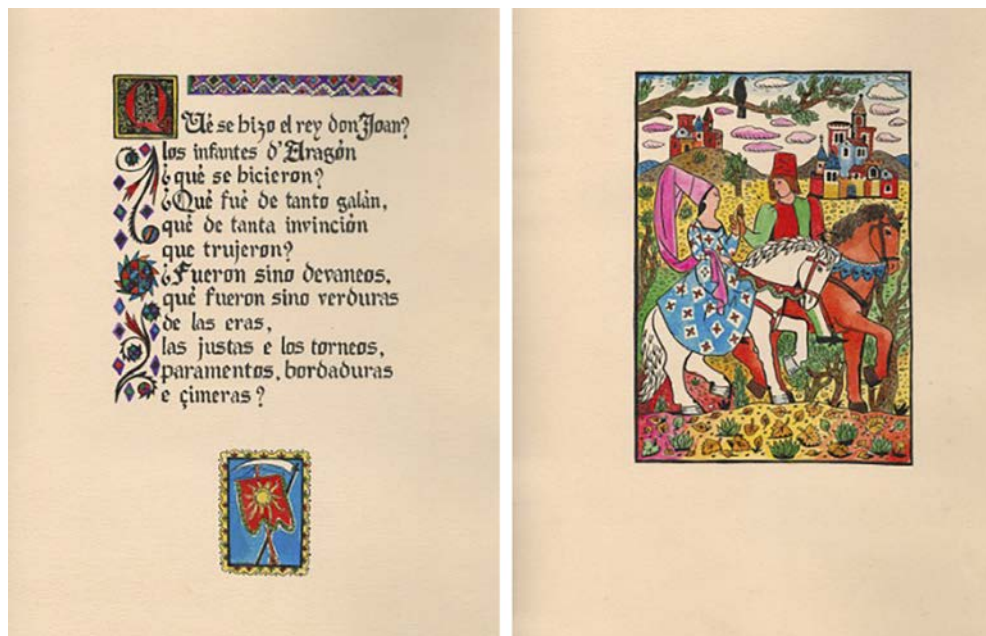 Qué se hizo el rey don Joan?
los infantes d'Aragón
¿qué se hicieron?
¿Qué fué de tanto galán,
qué de tanta invinción
que trujeron?
¿Fueron sino devaneos,
qué fueron sino verduras
de las eras,
las justas e los torneos,
paramentos, bordaduras
e çimeras?